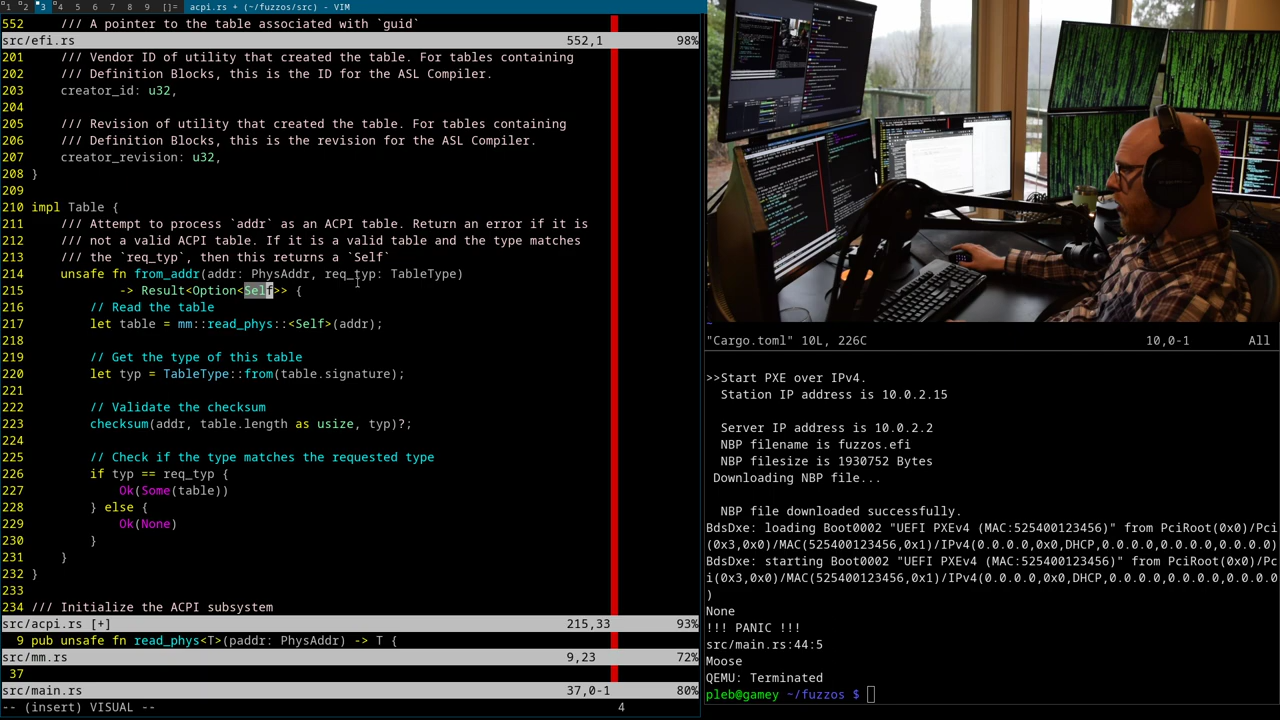 1 2 3 4 5 6 7 8 9 []= acpi.rs + (~/fuzzos/src) - VIM
552 /// A pointer to the table associated with `guid`
src/efi.rs 552,1 98%
201 /// Vendor ID of utility that created the table. For tables containing
202 /// Definition Blocks, this is the ID for the ASL Compiler.
203 creator_id: u32,
204
205 /// Revision of utility that created the table. For tables containing
206 /// Definition Blocks, this is the revision for the ASL Compiler.
207 creator_revision: u32,
208 }
209
210 impl Table {
211 /// Attempt to process `addr` as an ACPI table. Return an error if it is
212 /// not a valid ACPI table. If it is a valid table and the type matches
213 /// the `req_typ`, then this returns a `Self`
214 unsafe fn from_addr(addr: PhysAddr, req_typ: TableType)
215 -> Result<Option<Self>> {
216 // Read the table
217 let table = mm::read_phys::<Self>(addr);
218
219 // Get the type of this table
220 let typ = TableType::from(table.signature);
221
222 // Validate the checksum
223 checksum(addr, table.length as usize, typ)?;
224
225 // Check if the type matches the requested type
226 if typ == req_typ {
227 Ok(Some(table))
228 } else {
229 Ok(None)
230 }
231 }
232 }
233
234 /// Initialize the ACPI subsystem
src/acpi.rs [+] 215,33 93%
9 pub unsafe fn read_phys<T>(paddr: PhysAddr) -> T {
src/mm.rs 9,23 72%
37
src/main.rs 37,0-1 80%
-- (insert) VISUAL -- 4
~
"Cargo.toml" 10L, 226C 10,0-1 All
>>Start PXE over IPv4.
Station IP address is 10.0.2.15
Server IP address is 10.0.2.2
NBP filename is fuzzos.efi
NBP filesize is 1930752 Bytes
Downloading NBP file...
NBP file downloaded successfully.
BdsDxe: loading Boot0002 "UEFI PXEv4 (MAC:525400123456)" from PciRoot(0x0)/Pci
(0x3,0x0)/MAC(525400123456,0x1)/IPv4(0.0.0.0,0x0,DHCP,0.0.0.0,0.0.0.0,0.0.0.0)
BdsDxe: starting Boot0002 "UEFI PXEv4 (MAC:525400123456)" from PciRoot(0x0)/Pc
i(0x3,0x0)/MAC(525400123456,0x1)/IPv4(0.0.0.0,0x0,DHCP,0.0.0.0,0.0.0.0,0.0.0.0
)
None
!!! PANIC !!!
src/main.rs:44:5
Moose
QEMU: Terminated
pleb@gamey ~/fuzzos $